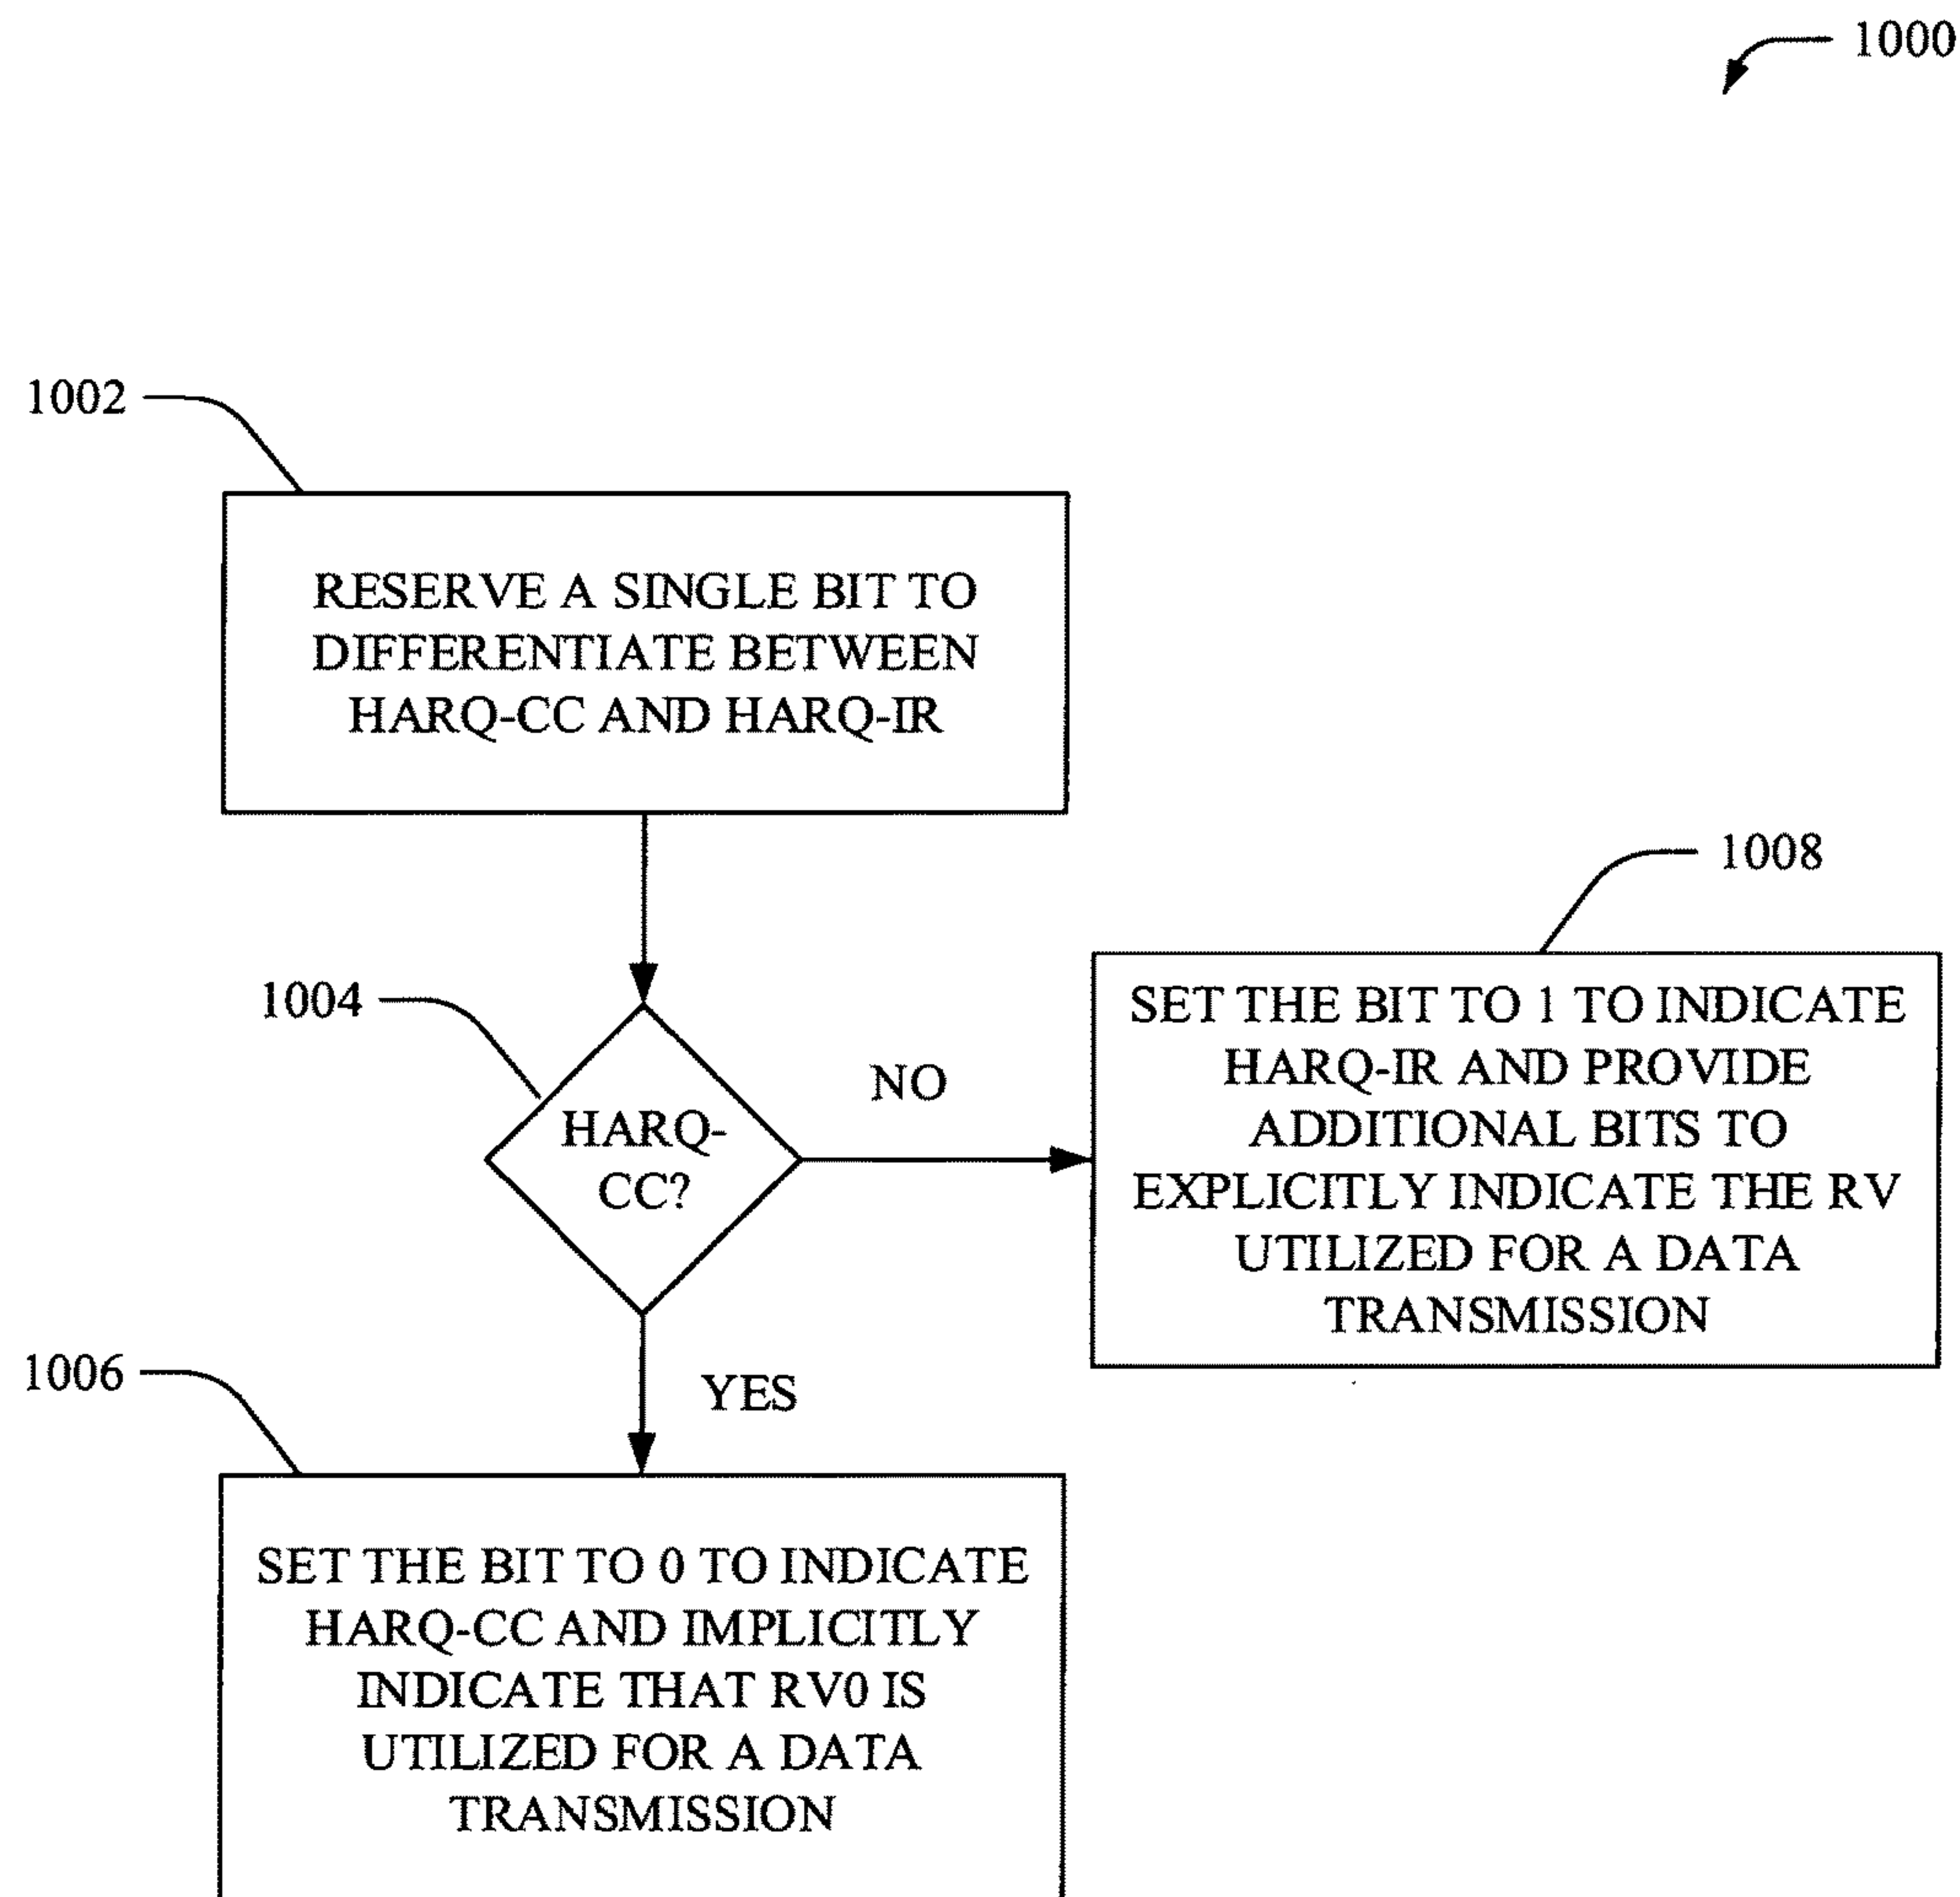 1000
1002
RESERVE A SINGLE BIT TO
DIFFERENTIATE BETWEEN
HARQ-CC AND HARQ-IR
1004
HARQ-
CC?
NO
1008
SET THE BIT TO 1 TO INDICATE
HARQ-IR AND PROVIDE
ADDITIONAL BITS TO
EXPLICITLY INDICATE THE RV
UTILIZED FOR A DATA
TRANSMISSION
YES
1006
SET THE BIT TO 0 TO INDICATE
HARQ-CC AND IMPLICITLY
INDICATE THAT RV0 IS
UTILIZED FOR A DATA
TRANSMISSION